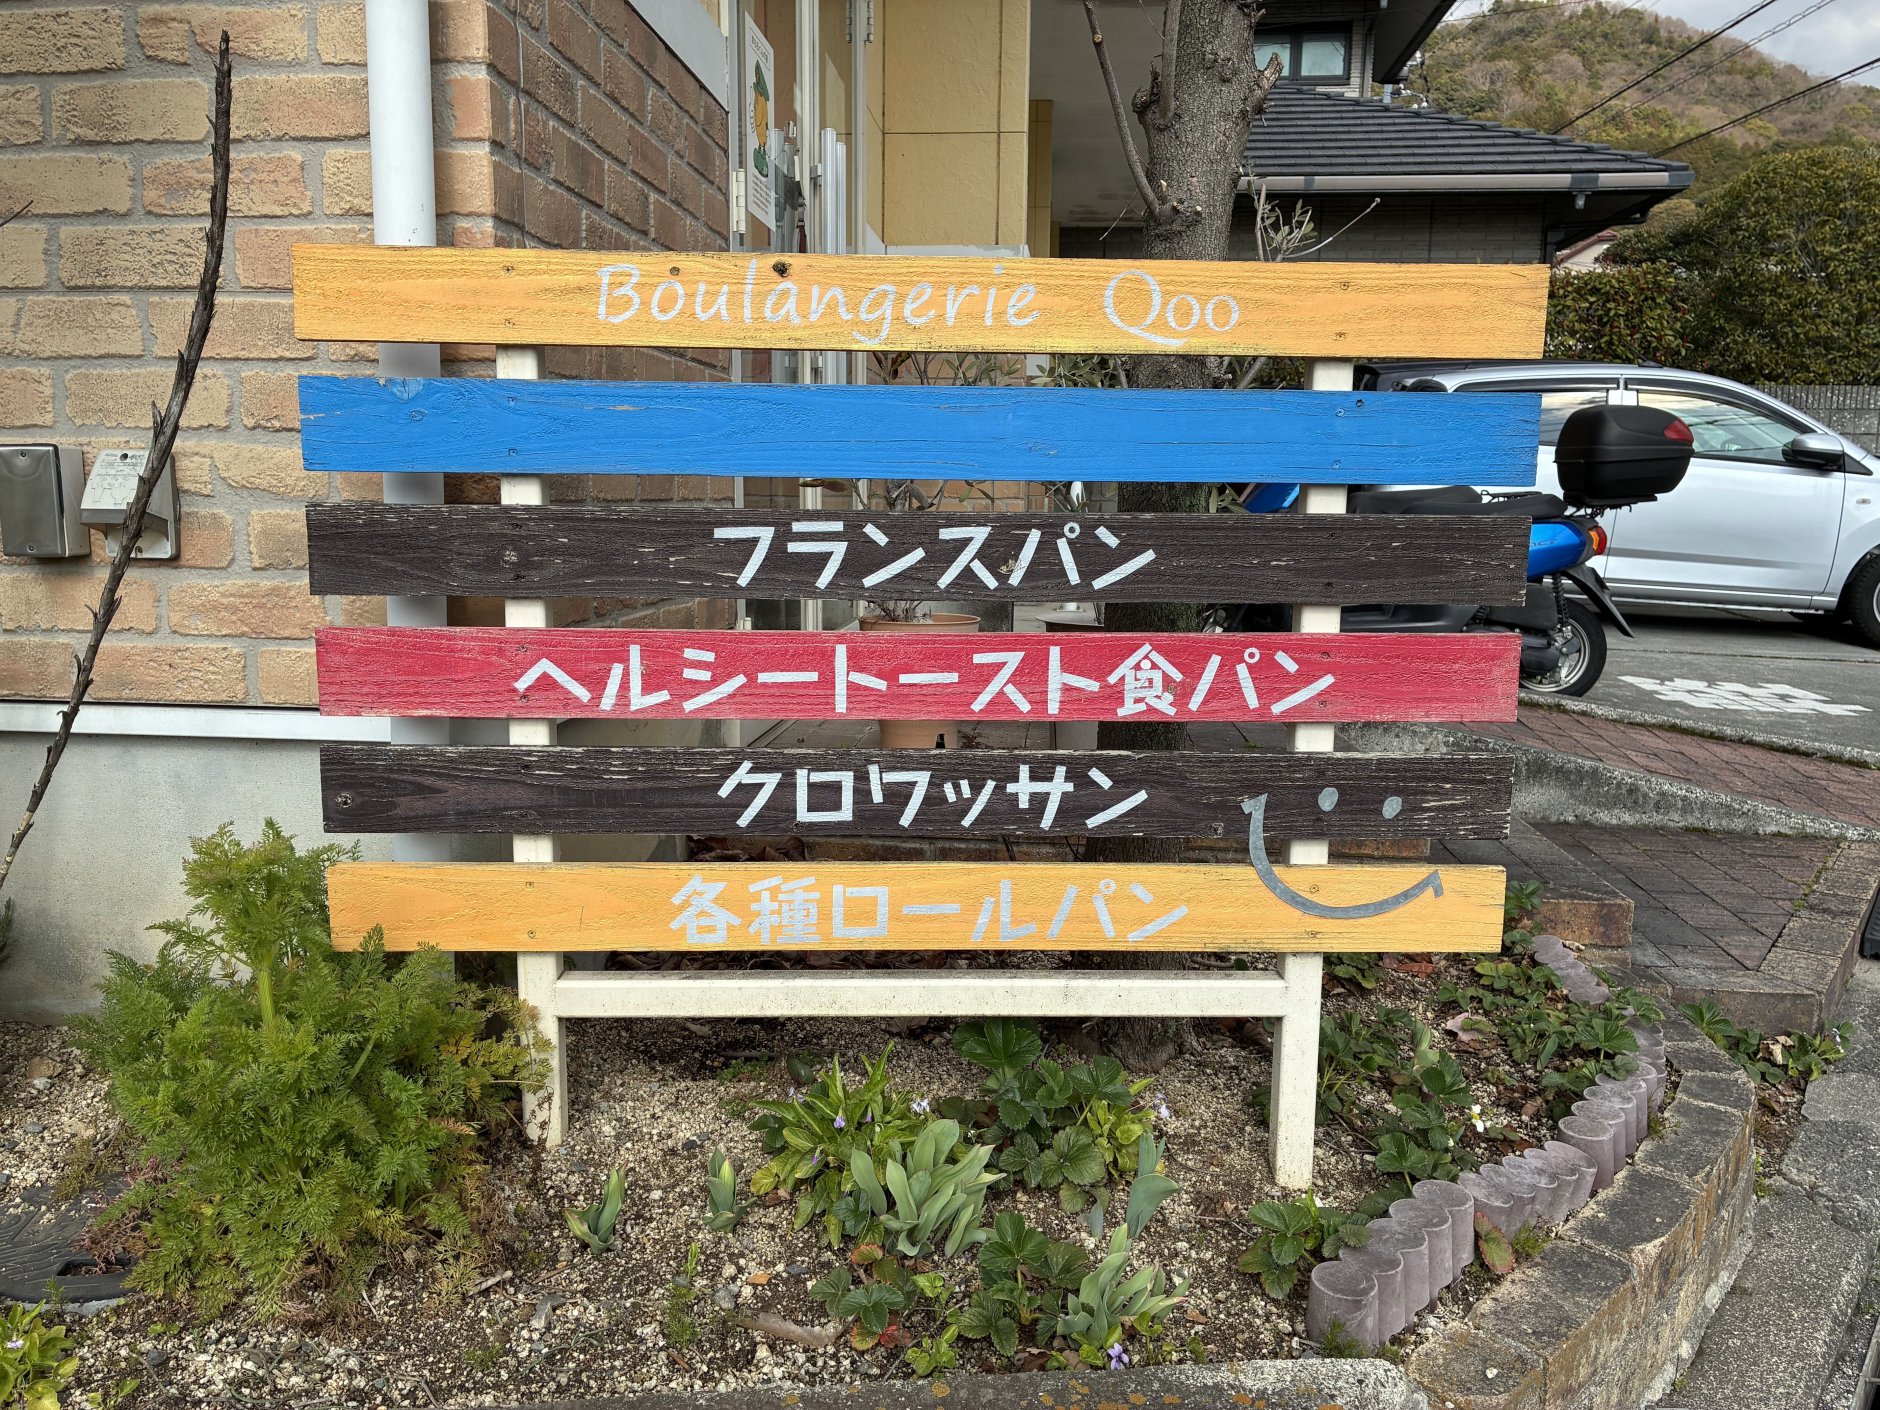 Boulangerie Qoo
フランスパン
ヘルシートースト食パン
クロワッサン
各種ロールパン